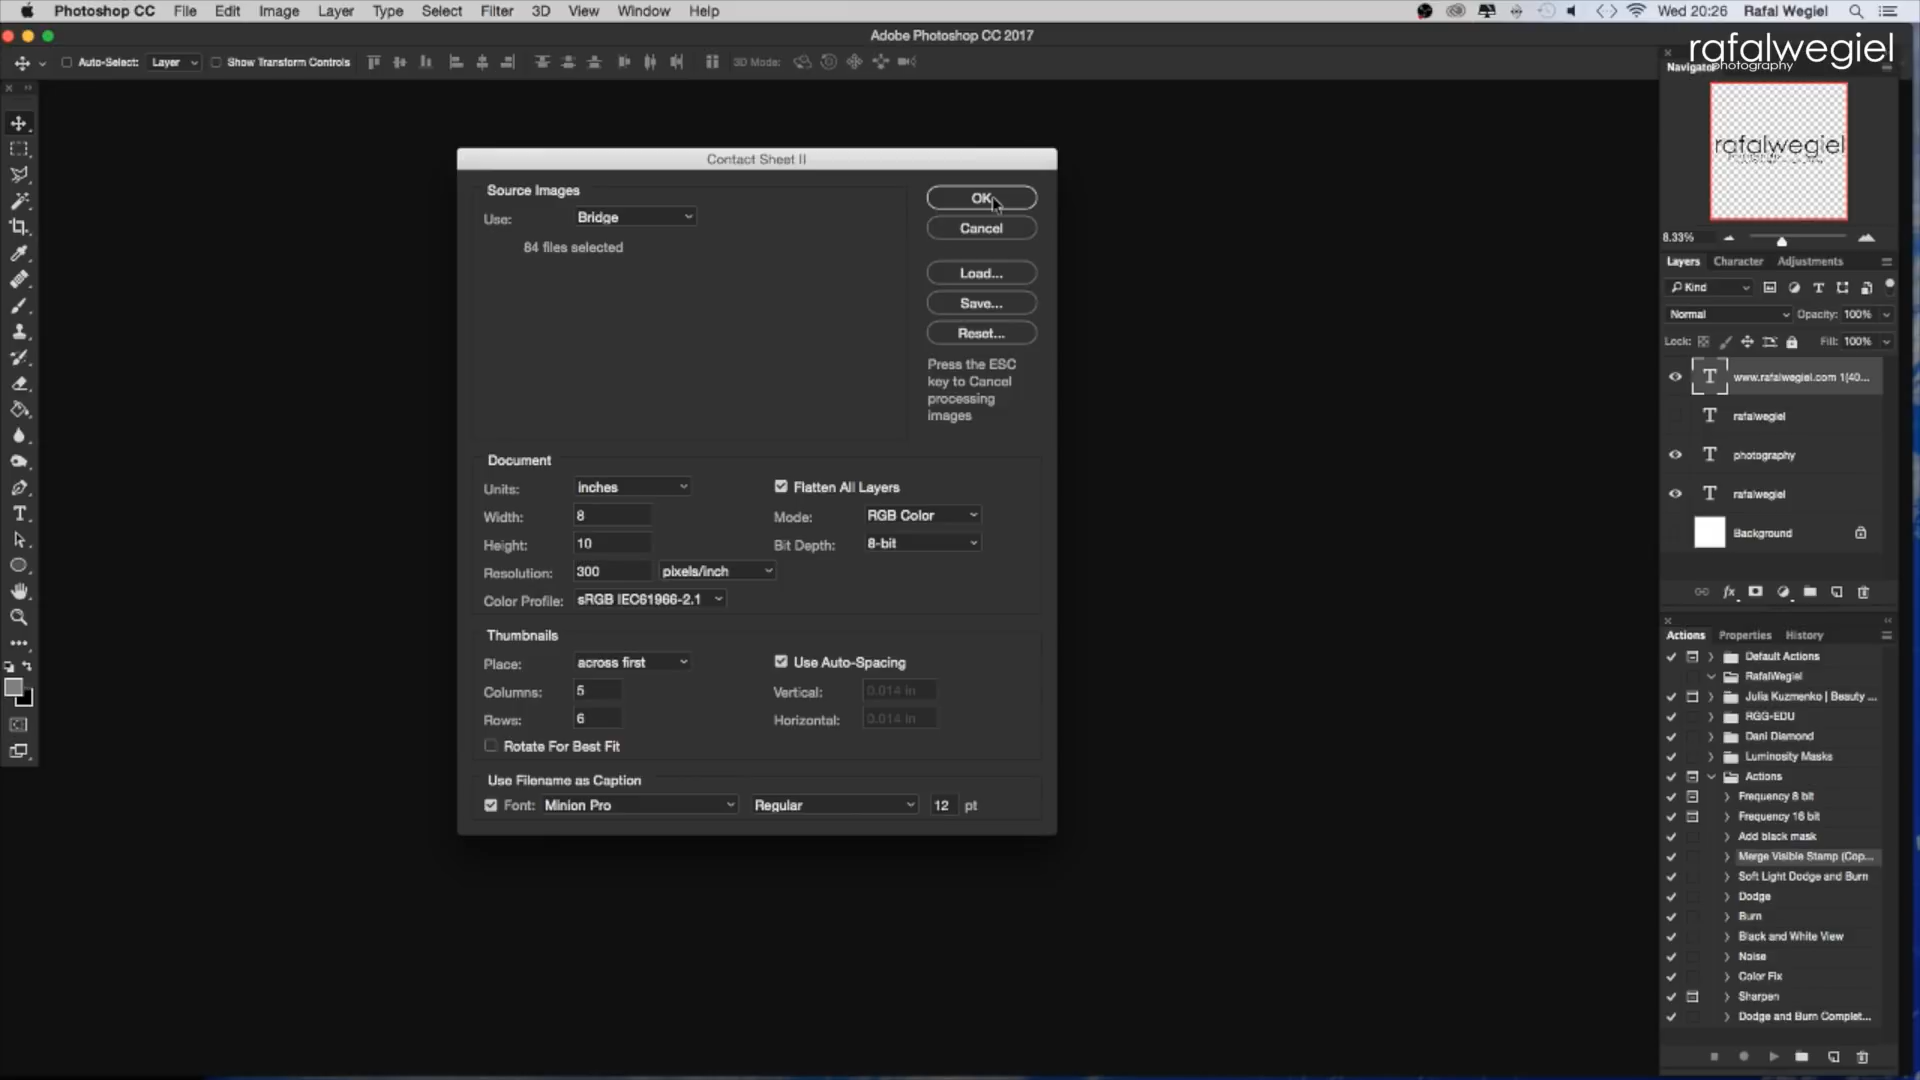 Photoshop CC File Edit Image Layer Type Select Filter 3D View Window Help Wed 20:26 Rafal Wegiel
Adobe Photoshop CC 2017
Auto-Select: Layer Show Transform Controls 3D Mode:
rafalwegiel
photography
Navigator
rafalwegiel
8.33%
Layers Character Adjustments
Kind
Normal Opacity: 100%
Lock: Fill: 100%
www.rafalwegiel.com 1(40...
rafalwegiel
photography
rafalwegiel
Background
fx
Contact Sheet II
Source Images
Use: Bridge
84 files selected
OK
Cancel
Load...
Save...
Reset...
Press the ESC
key to Cancel
processing
images
Document
Units: inches
Width: 8
Height: 10
Resolution: 300 pixels/inch
Color Profile: sRGB IEC61966-2.1
Flatten All Layers
Mode: RGB Color
Bit Depth: 8-bit
Thumbnails
Place: across first
Columns: 5
Rows: 6
Rotate For Best Fit
Use Auto-Spacing
Vertical: 0.014 in
Horizontal: 0.014 in
Use Filename as Caption
Font: Minion Pro Regular 12 pt
Actions Properties History
Default Actions
RafalWegiel
Julia Kuzmenko | Beauty ...
RGG-EDU
Dani Diamond
Luminosity Masks
Actions
Frequency 8 bit
Frequency 16 bit
Add black mask
Merge Visible Stamp (Cop...
Soft Light Dodge and Burn
Dodge
Burn
Black and White View
Noise
Color Fix
Sharpen
Dodge and Burn Complet...